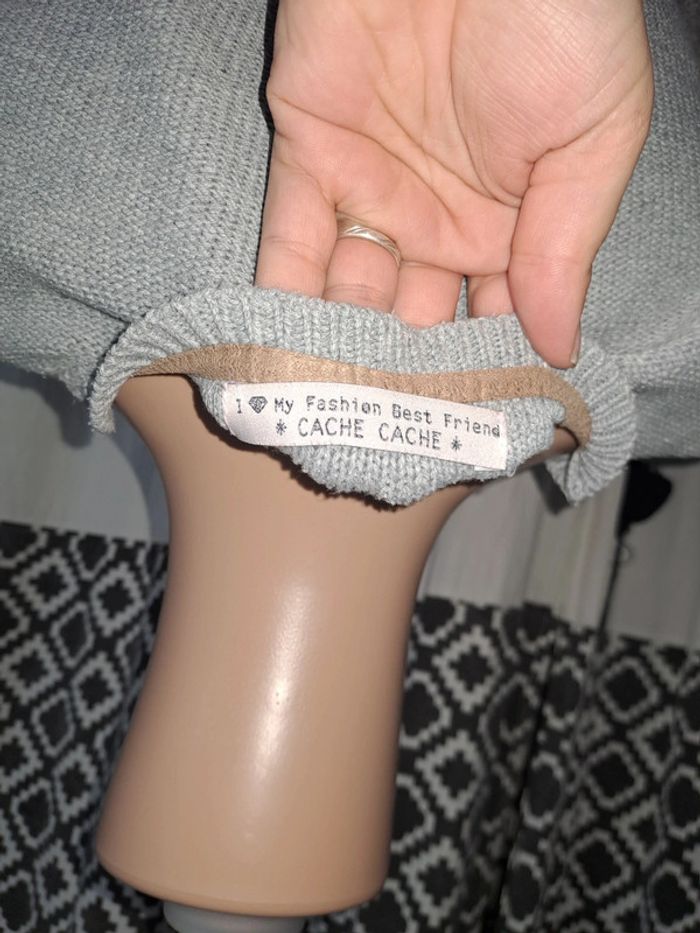 I 💎 My Fashion Best Friend
* CACHE CACHE *